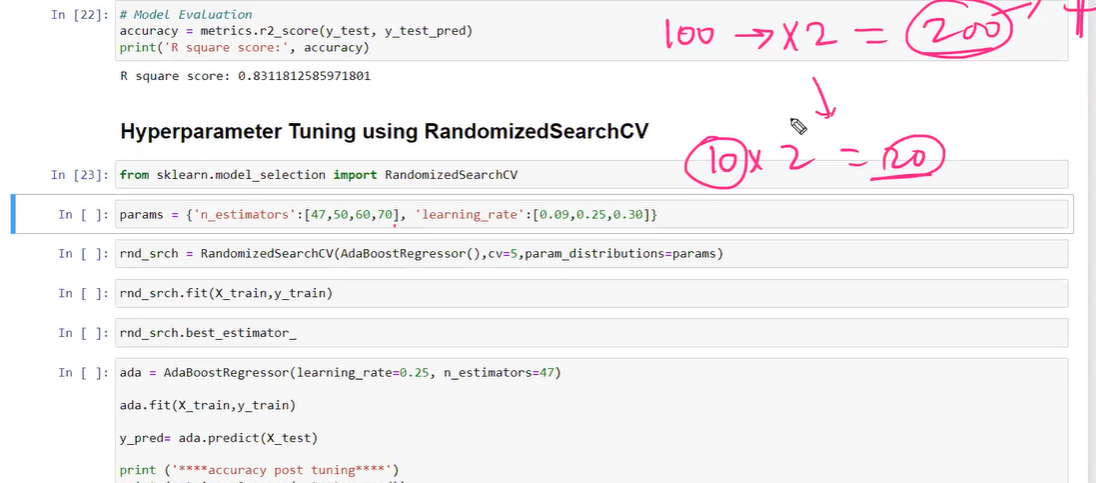 In [22]: # Model Evaluation
accuracy = metrics.r2_score(y_test, y_test_pred)
print('R square score:', accuracy)
100 → x 2 = 200 →
R square score: 0.8311812585971801
Hyperparameter Tuning using RandomizedSearchCV
10 x 2 = 20
In [23]: from sklearn.model_selection import RandomizedSearchCV
In [ ]: params = {'n_estimators':[47,50,60,70], 'learning_rate':[0.09,0.25,0.30]}
In [ ]: rnd_srch = RandomizedSearchCV(AdaBoostRegressor(),cv=5,param_distributions=params)
In [ ]: rnd_srch.fit(X_train,y_train)
In [ ]: rnd_srch.best_estimator_
In [ ]: ada = AdaBoostRegressor(learning_rate=0.25, n_estimators=47)
ada.fit(X_train,y_train)
y_pred= ada.predict(X_test)
print ('****accuracy post tuning****')